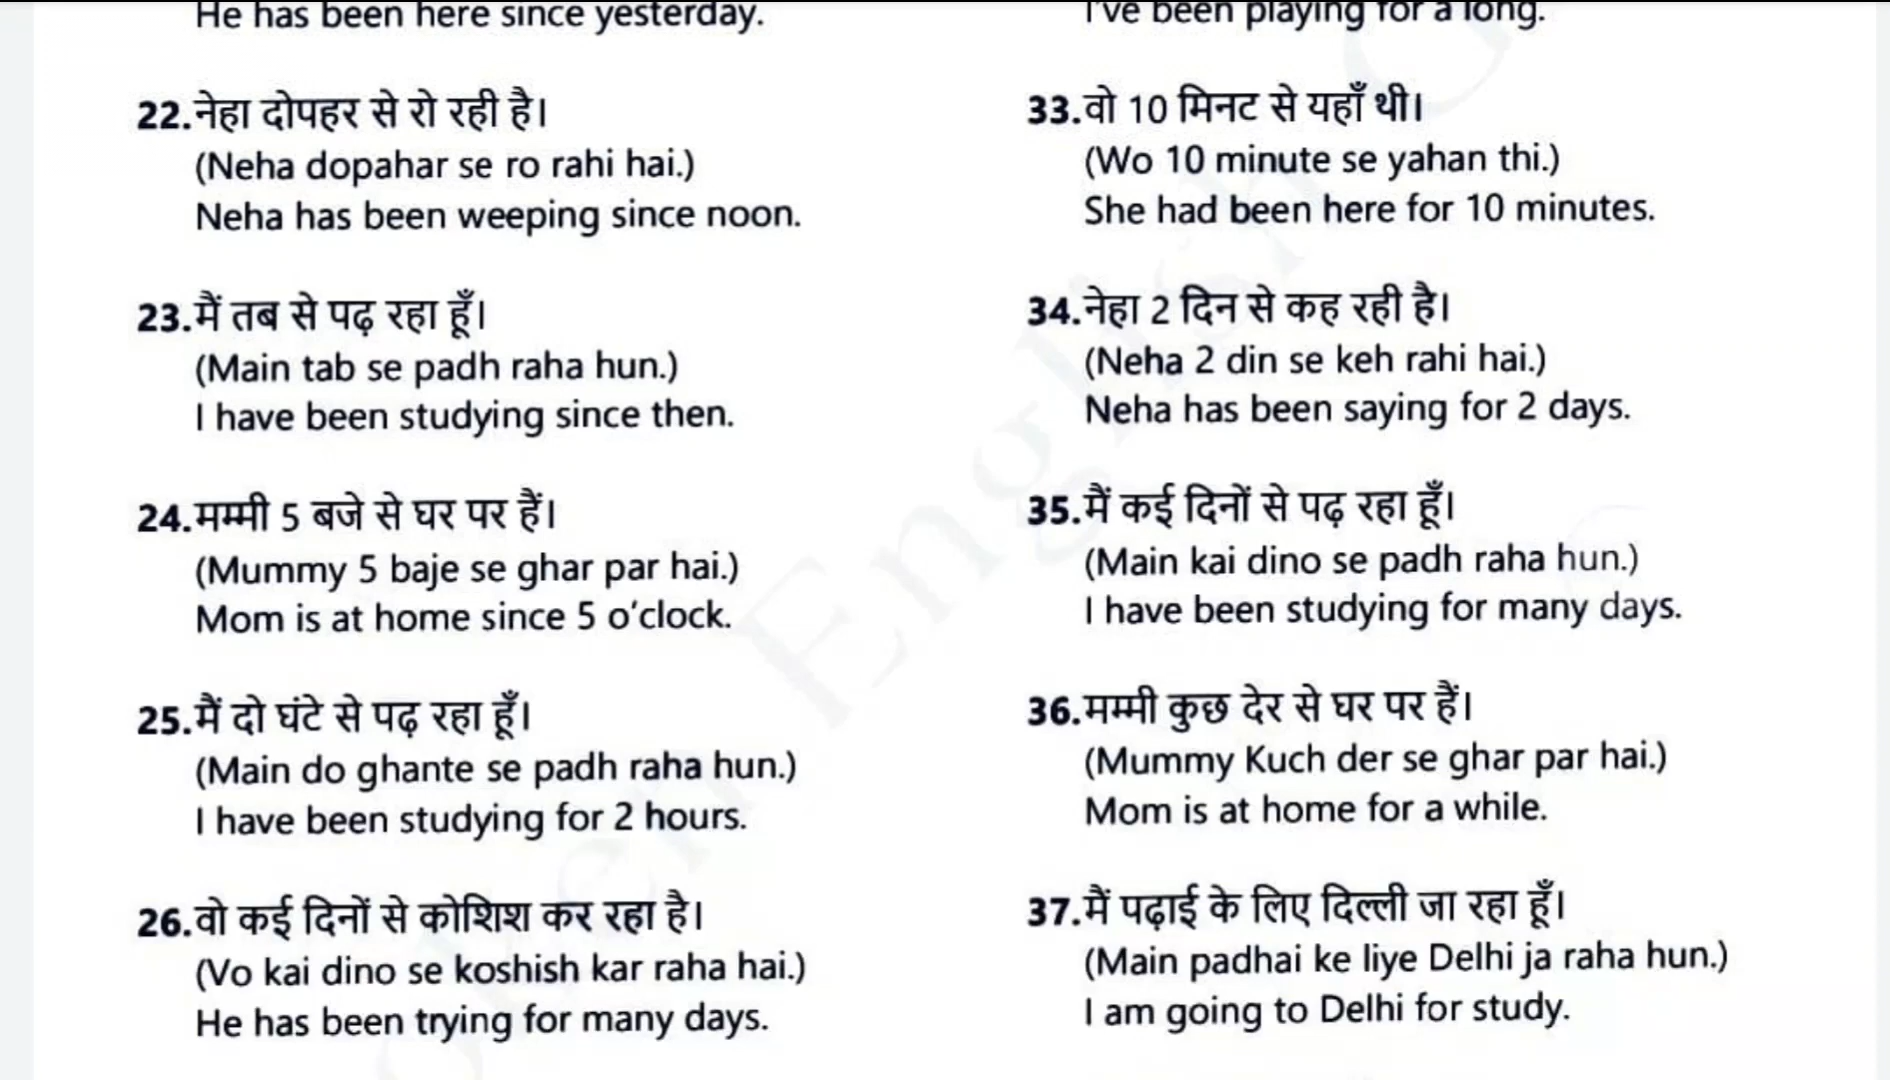 He has been here since yesterday.
22.नेहा दोपहर से रो रही है।
(Neha dopahar se ro rahi hai.)
Neha has been weeping since noon.
23.मैं तब से पढ़ रहा हूँ।
(Main tab se padh raha hun.)
I have been studying since then.
24.मम्मी 5 बजे से घर पर हैं।
(Mummy 5 baje se ghar par hai.)
Mom is at home since 5 o'clock.
25.मैं दो घंटे से पढ़ रहा हूँ।
(Main do ghante se padh raha hun.)
I have been studying for 2 hours.
26.वो कई दिनों से कोशिश कर रहा है।
(Vo kai dino se koshish kar raha hai.)
He has been trying for many days.
I've been playing for a long.
33.वो 10 मिनट से यहाँ थी।
(Wo 10 minute se yahan thi.)
She had been here for 10 minutes.
34.नेहा 2 दिन से कह रही है।
(Neha 2 din se keh rahi hai.)
Neha has been saying for 2 days.
35.मैं कई दिनों से पढ़ रहा हूँ।
(Main kai dino se padh raha hun.)
I have been studying for many days.
36.मम्मी कुछ देर से घर पर हैं।
(Mummy Kuch der se ghar par hai.)
Mom is at home for a while.
37.मैं पढ़ाई के लिए दिल्ली जा रहा हूँ।
(Main padhai ke liye Delhi ja raha hun.)
I am going to Delhi for study.
English